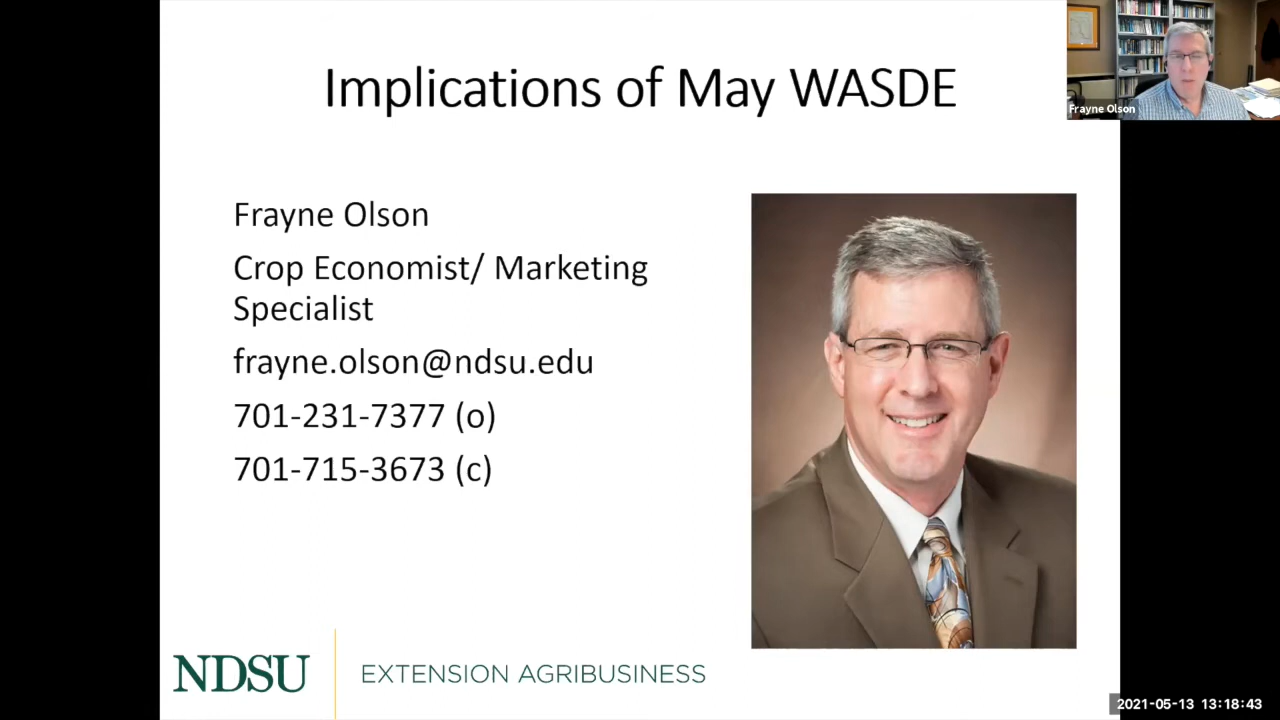 Implications of May WASDE
Frayne Olson
Frayne Olson
Crop Economist/ Marketing
Specialist
frayne.olson@ndsu.edu
701-231-7377 (o)
701-715-3673 (c)
NDSU
EXTENSION AGRIBUSINESS
2021-05-13 13:18:43